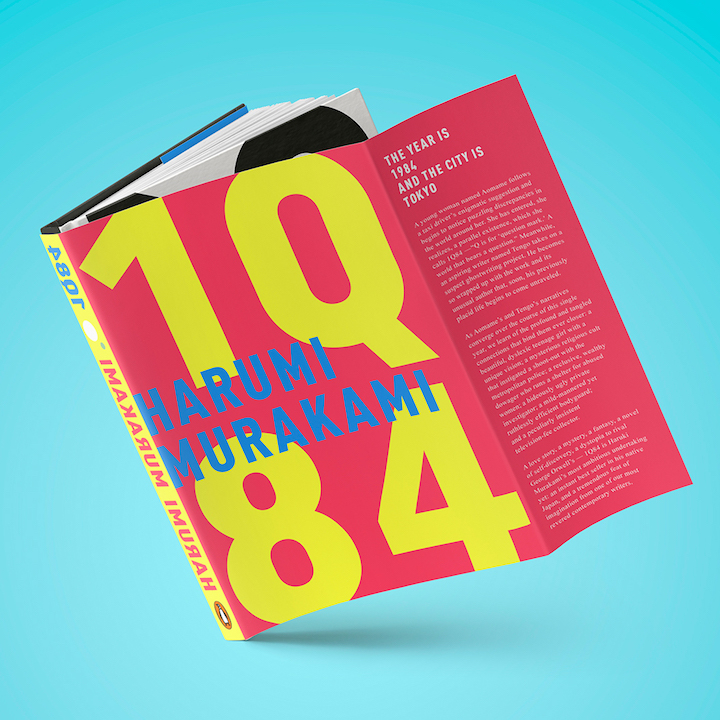 1Q84
HARUMI MURAKAMI
1Q
HARUMI
MURAKAMI
84
THE YEAR IS
1984
AND THE CITY IS
TOKYO
A young woman named Aomame follows
a taxi driver's enigmatic suggestion and
begins to notice puzzling discrepancies in
the world around her. She has entered, she
realizes, a parallel existence, which she
calls 1Q84 —"Q is for 'question mark.' A
world that bears a question." Meanwhile,
an aspiring writer named Tengo takes on a
suspect ghostwriting project. He becomes
so wrapped up with the work and its
unusual author that, soon, his previously
placid life begins to come unraveled.
As Aomame's and Tengo's narratives
converge over the course of this single
year, we learn of the profound and tangled
connections that bind them ever closer: a
beautiful, dyslexic teenage girl with a
unique vision; a mysterious religious cult
that instigated a shoot-out with the
metropolitan police; a reclusive, wealthy
dowager who runs a shelter for abused
women; a hideously ugly private
investigator; a mild-mannered yet
ruthlessly efficient bodyguard;
and a peculiarly insistent
television-fee collector
A love story, a mystery, a fantasy, a novel
of self-discovery, a dystopia to rival
George Orwell's — 1Q84 is Haruki
Murakami's most ambitious undertaking
yet: an instant best seller in his native
Japan, and a tremendous feat of
imagination from one of our most
revered contemporary writers.